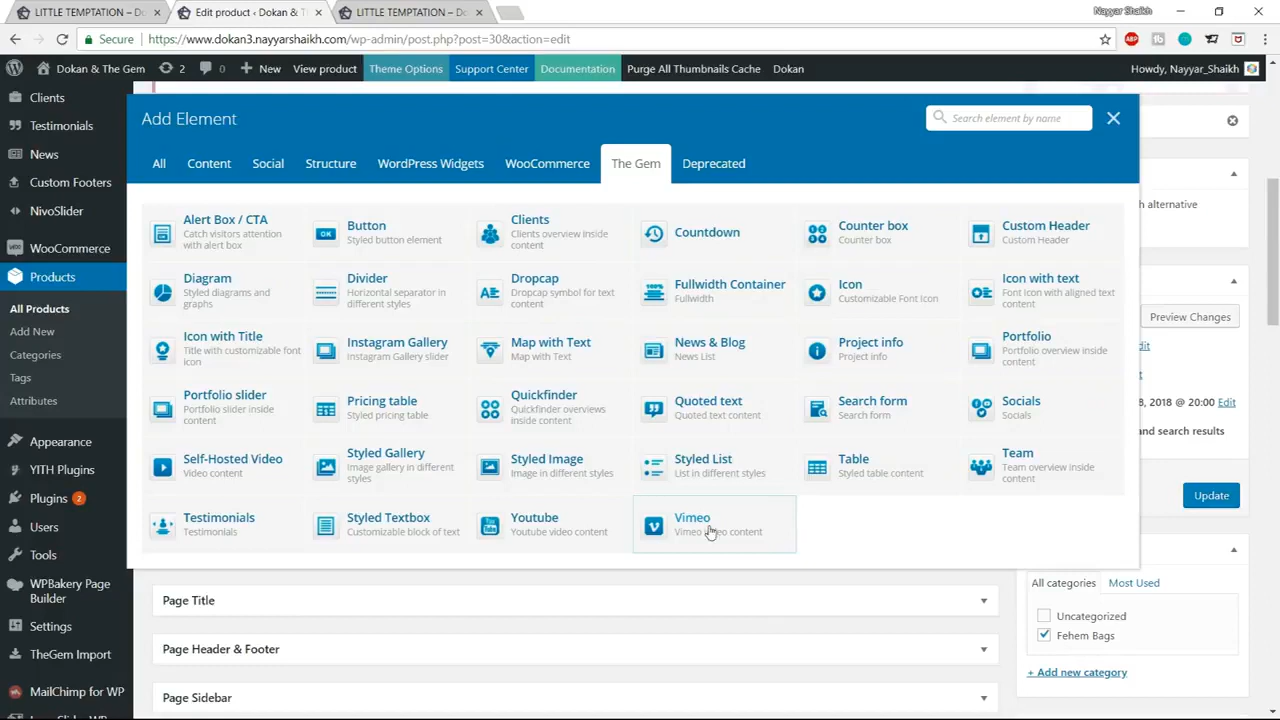 LITTLE TEMPTATION – Do
Edit product ‹ Dokan & T
LITTLE TEMPTATION – Do
Nayyar Shaikh
Secure
https://www.dokan3.nayyarshaikh.com/wp-admin/post.php?post=30&action=edit
Dokan & The Gem
2
0
New
View product
Theme Options
Support Center
Documentation
Purge All Thumbnails Cache
Dokan
Howdy, Nayyar_Shaikh
Clients
Testimonials
News
Custom Footers
NivoSlider
WooCommerce
Products
All Products
Add New
Categories
Tags
Attributes
Appearance
YITH Plugins
Plugins 2
Users
Tools
WPBakery Page
Builder
Settings
TheGem Import
MailChimp for WP
Add Element
Search element by name
All
Content
Social
Structure
WordPress Widgets
WooCommerce
The Gem
Deprecated
Alert Box / CTA
Catch visitors attention
with alert box
Button
Styled button element
Clients
Clients overview inside
content
Countdown
Counter box
Counter box
Custom Header
Custom Header
Diagram
Styled diagrams and
graphs
Divider
Horizontal separator in
different styles
Dropcap
Dropcap symbol for text
content
Fullwidth Container
Fullwidth
Icon
Customizable Font Icon
Icon with text
Font Icon with aligned text
content
Icon with Title
Title with customizable font
icon
Instagram Gallery
Instagram Gallery slider
Map with Text
Map with Text
News & Blog
News List
Project info
Project info
Portfolio
Portfolio overview inside
content
Portfolio slider
Portfolio slider inside
content
Pricing table
Styled pricing table
Quickfinder
Quickfinder overviews
inside content
Quoted text
Quoted text content
Search form
Search form
Socials
Socials
Self-Hosted Video
Video content
Styled Gallery
Image gallery in different
styles
Styled Image
Image in different styles
Styled List
List in different styles
Table
Styled table content
Team
Team overview inside
content
Testimonials
Testimonials
Styled Textbox
Customizable block of text
Youtube
Youtube video content
Vimeo
Vimeo content
Page Title
Page Header & Footer
Page Sidebar
ch alternative
Preview Changes
dit
t
8, 2018 @ 20:00 Edit
and search results
Update
All categories
Most Used
Uncategorized
Fehem Bags
+ Add new category